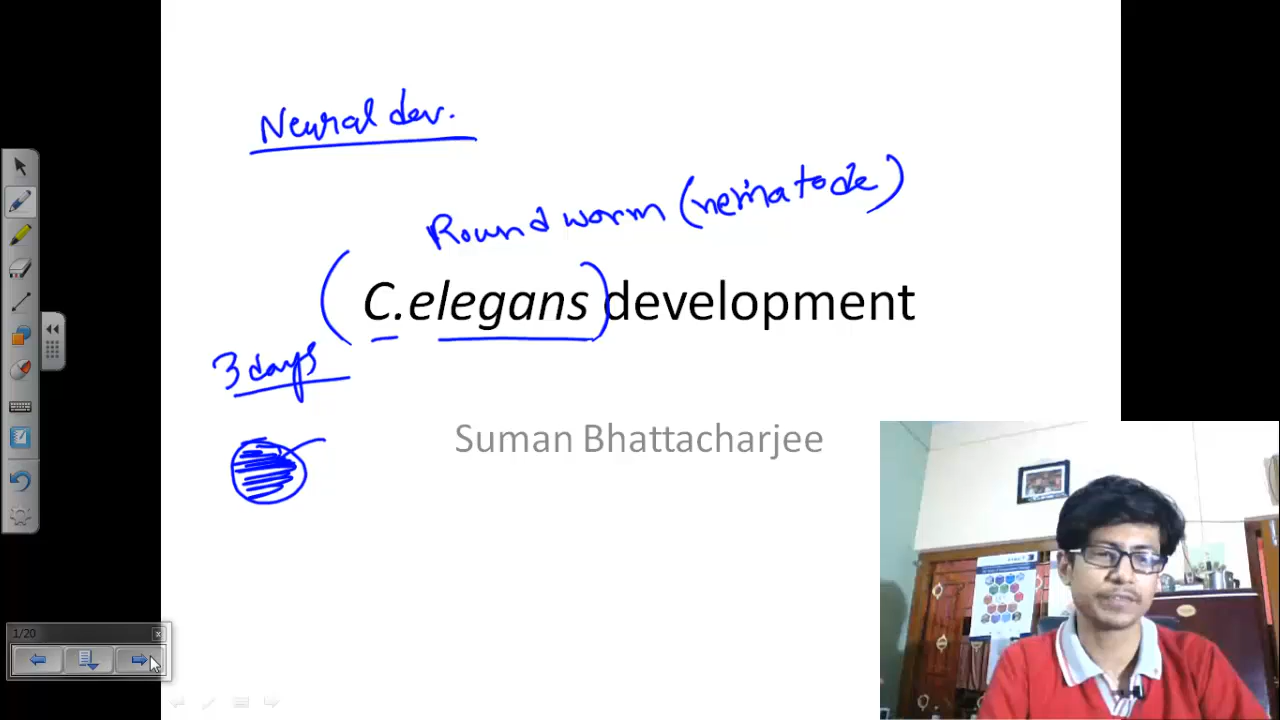 Neural dev.
Round worm (nematode)
(C.elegans) development
3 days
Suman Bhattacharjee
1/20